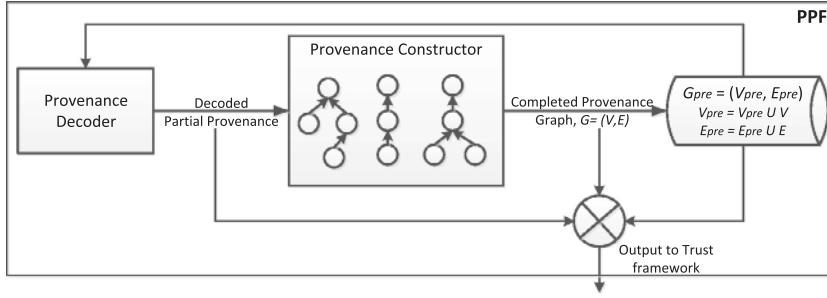 PPF
Provenance Constructor
Provenance
Decoder
Decoded
Partial Provenance
Completed Provenance
Graph, G= (V,E)
Gpre = (Vpre, Epre)
Vpre = Vpre U V
Epre = Epre U E
Output to Trust
framework